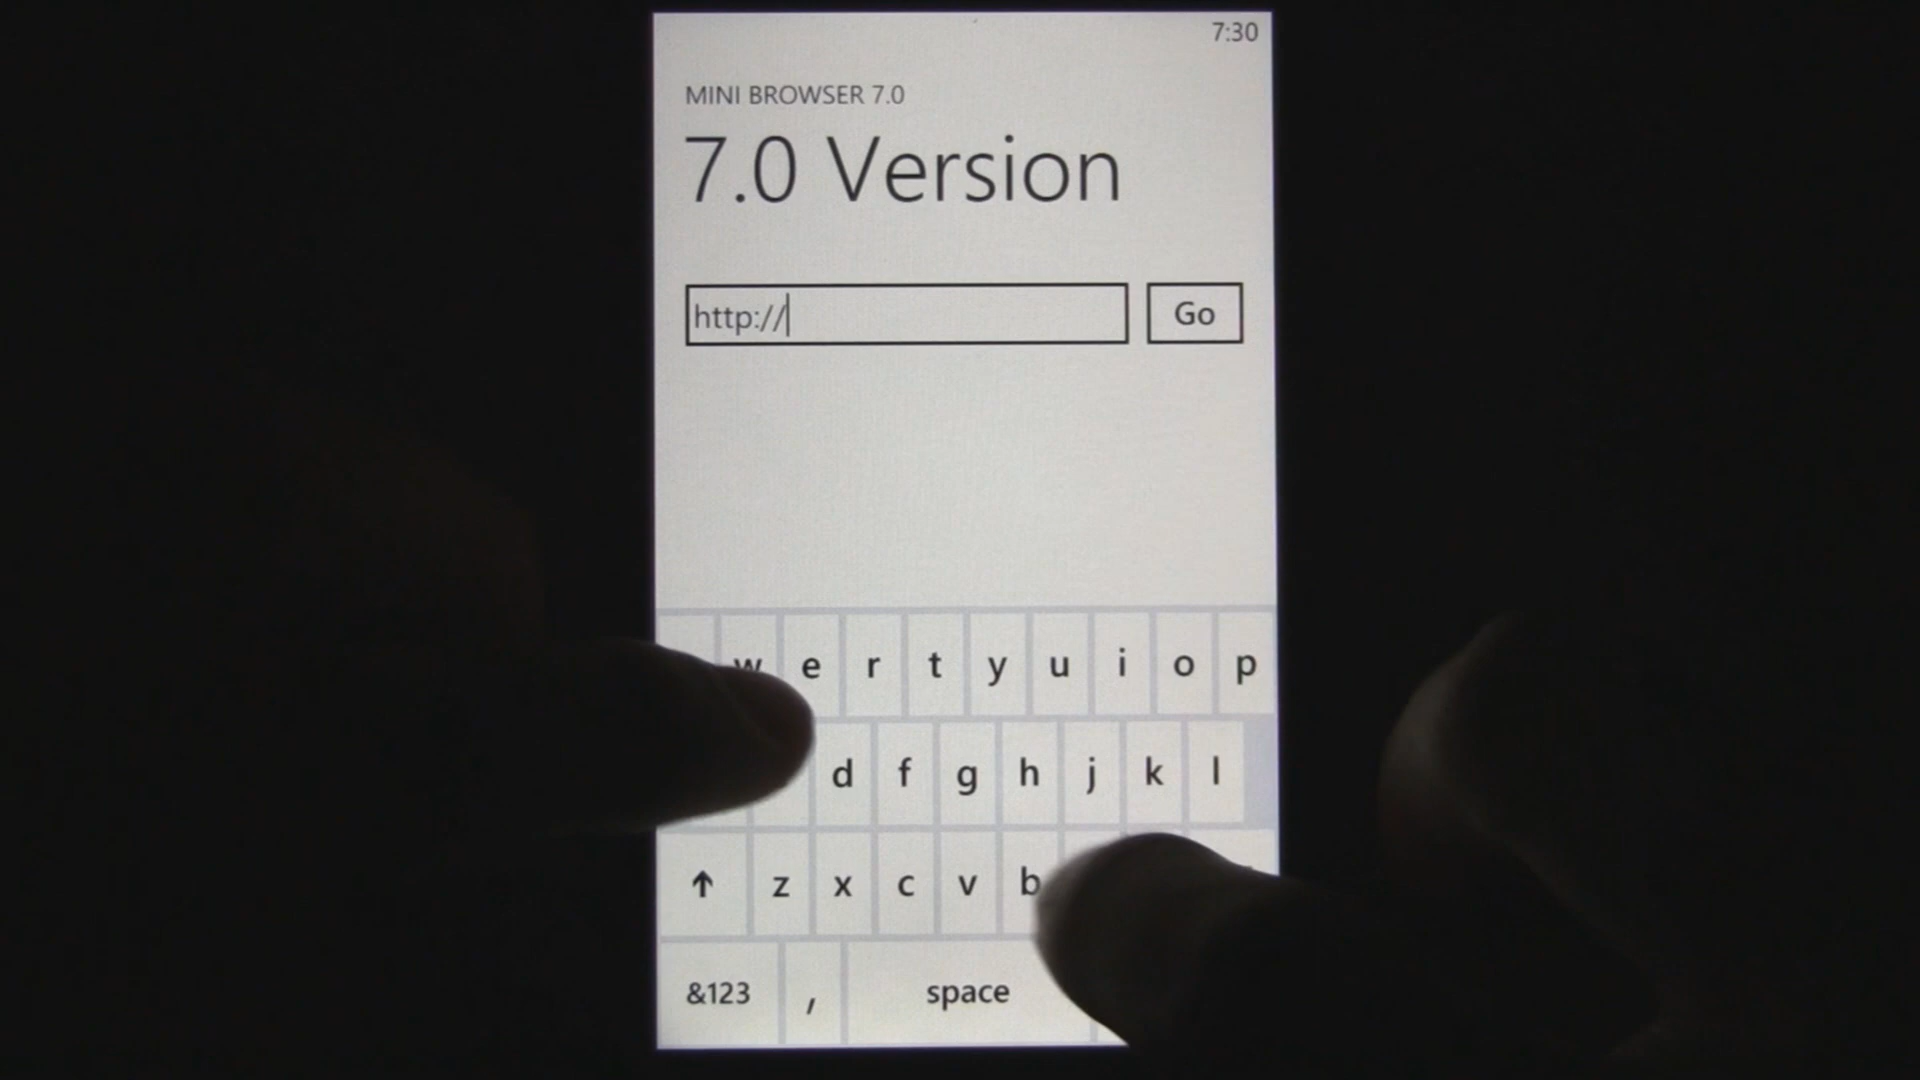 7:30
MINI BROWSER 7.0
7.0 Version
http:// Go
w e r t y u i o p
d f g h j k l
↑ z x c v b
&123 , space